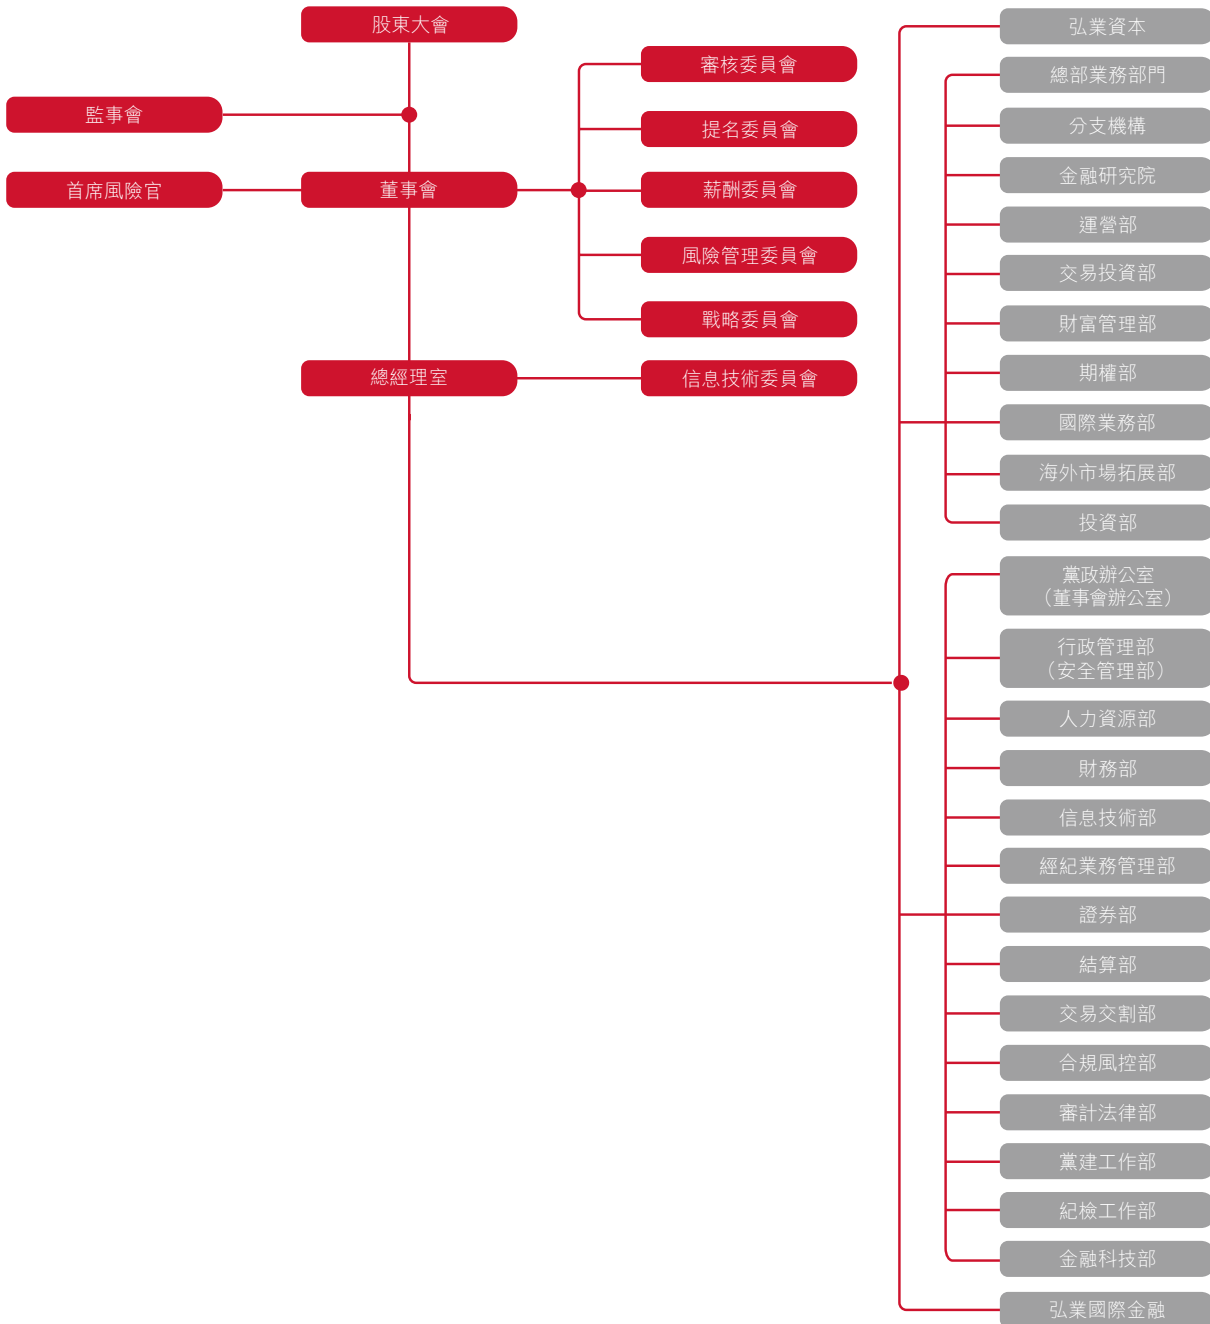 股東大會
監事會
首席風險官
董事會
審核委員會
提名委員會
薪酬委員會
風險管理委員會
戰略委員會
總經理室
信息技術委員會
弘業資本
總部業務部門
分支機構
金融研究院
運營部
交易投資部
財富管理部
期權部
國際業務部
海外市場拓展部
投資部
黨政辦公室
（董事會辦公室）
行政管理部
（安全管理部）
人力資源部
財務部
信息技術部
經紀業務管理部
證券部
結算部
交易交割部
合規風控部
審計法律部
黨建工作部
紀檢工作部
金融科技部
弘業國際金融